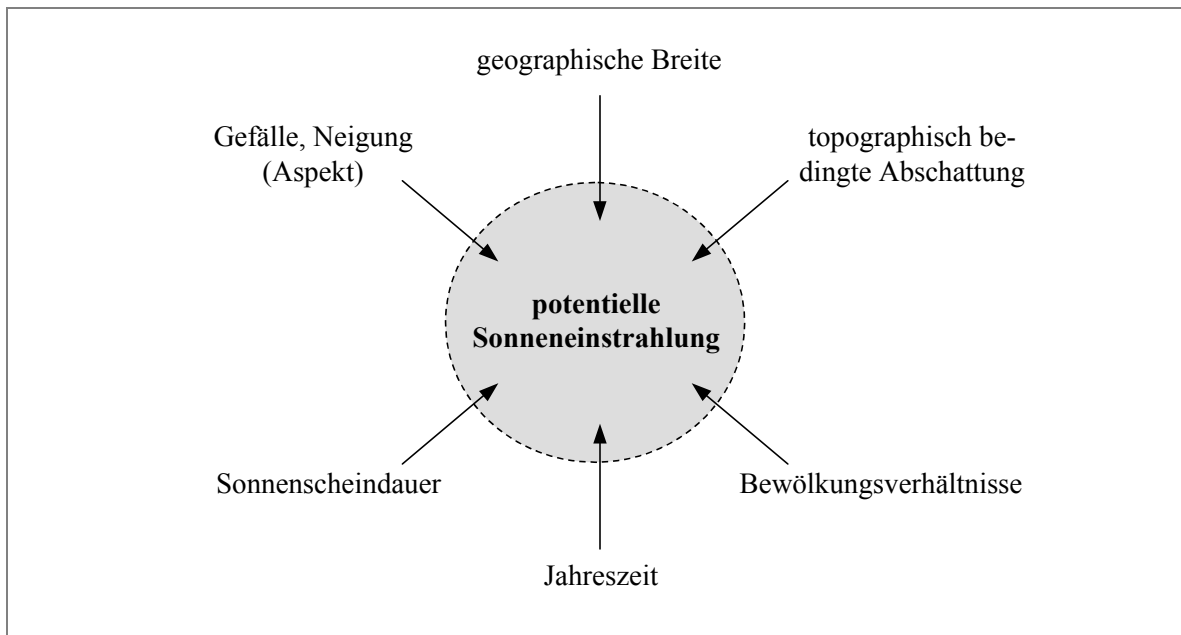 geographische Breite
Gefälle, Neigung
(Aspekt)
topographisch be-
dingte Abschattung
potentielle
Sonneneinstrahlung
Sonnenscheindauer
Bewölkungsverhältnisse
Jahreszeit